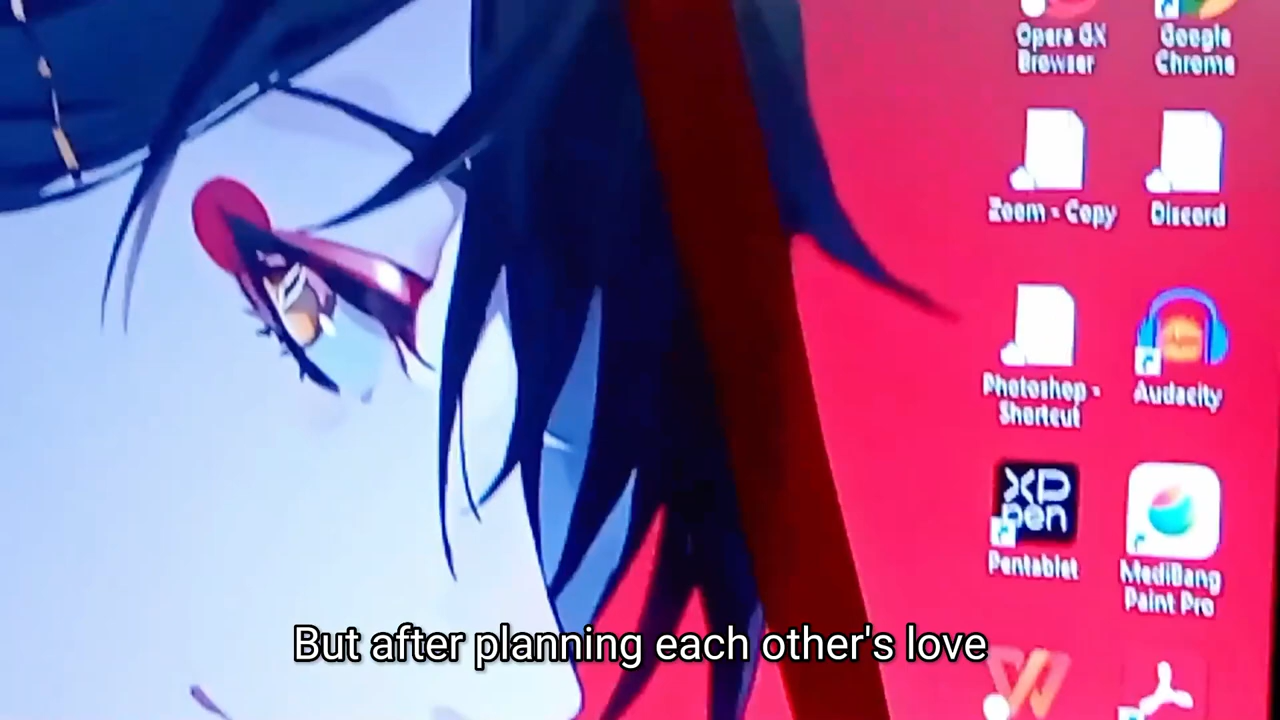 Opera GX
Browser
Google
Chrome
Zoom - Copy
Discord
Photoshop -
Shortcut
Audacity
XP
pen
Pentablet
MediBang
Paint Pro
But after planning each other's love